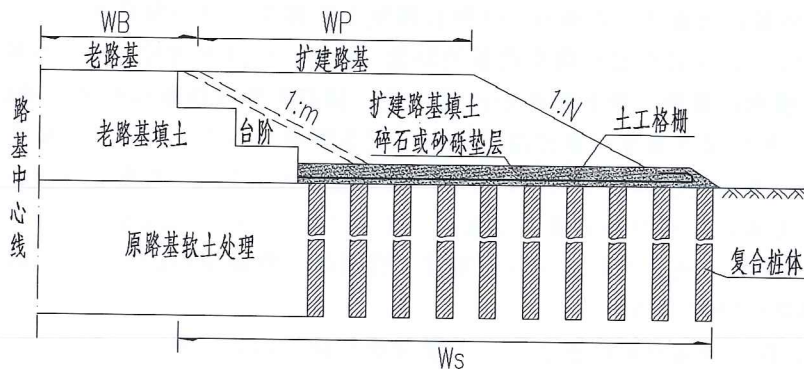 WB
WP
老路基
扩建路基
1:m
1:N
扩建路基填土
土工格栅
碎石或砂砾垫层
老路基填土
台阶
路基中心线
原路基软土处理
复合桩体
Ws